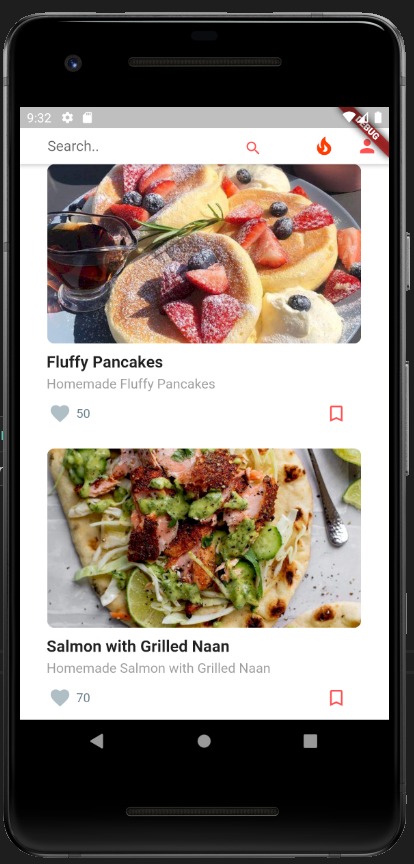 9:32
DEBUG
Search..
Fluffy Pancakes
Homemade Fluffy Pancakes
50
Salmon with Grilled Naan
Homemade Salmon with Grilled Naan
70